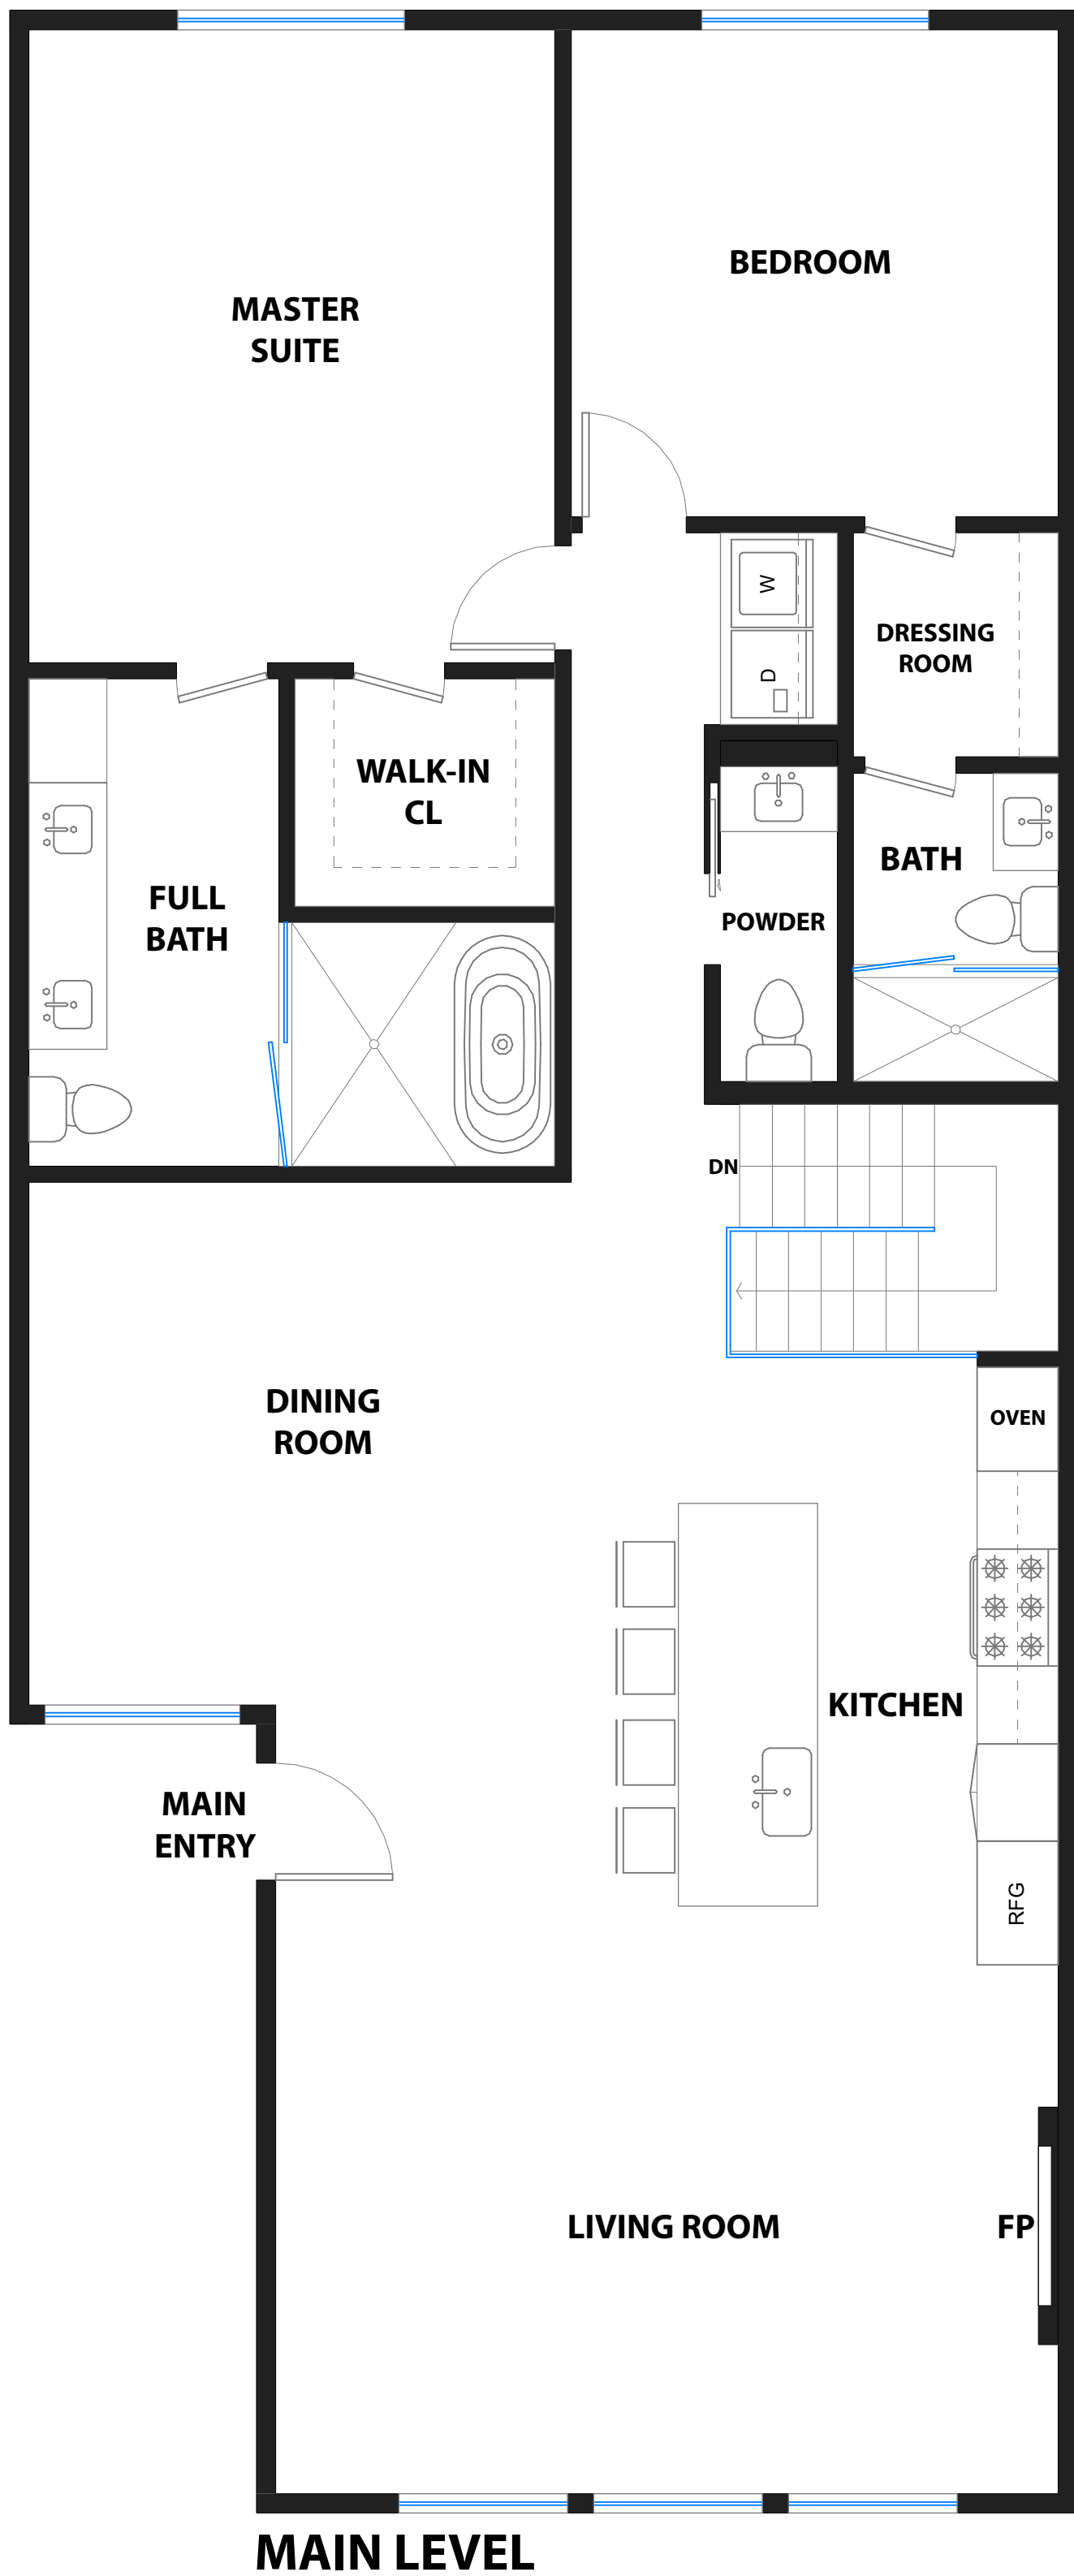 BEDROOM
MASTER
SUITE
W
D
DRESSING
ROOM
WALK-IN
CL
BATH
FULL
BATH
POWDER
DN
DINING
ROOM
OVEN
KITCHEN
MAIN
ENTRY
RFG
LIVING ROOM
FP
MAIN LEVEL